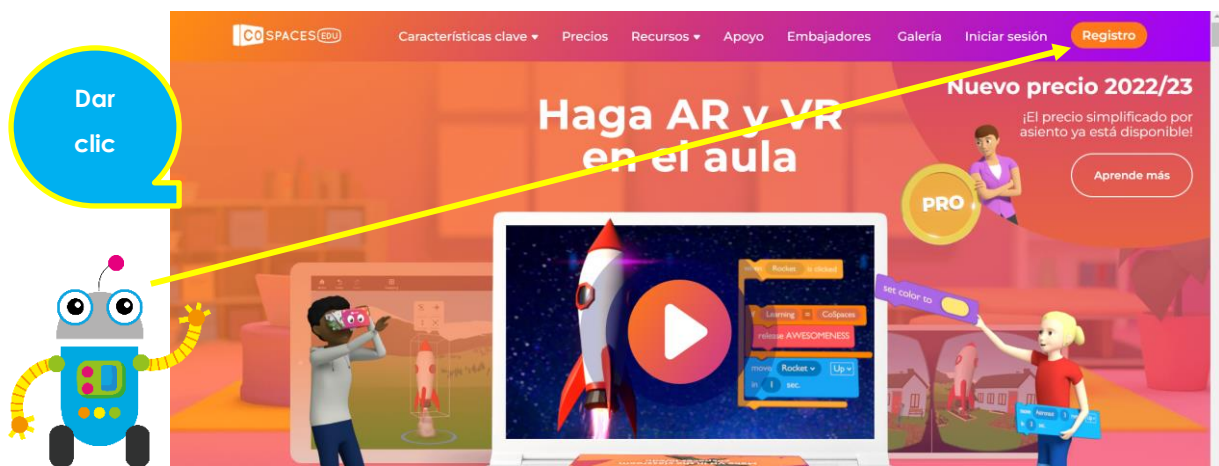 CO SPACES EDU
Características clave Precios Recursos Apoyo Embajadores Galería Iniciar sesión Registro
Dar
clic
Haga AR y VR
en el aula
Nuevo precio 2022/23
¡El precio simplificado por
asiento ya está disponible!
Aprende más
PRO
Rocket is clicked
if Learning = CoSpaces
release AWESOMENESS
move Rocket Up
in 1 sec.
set color to